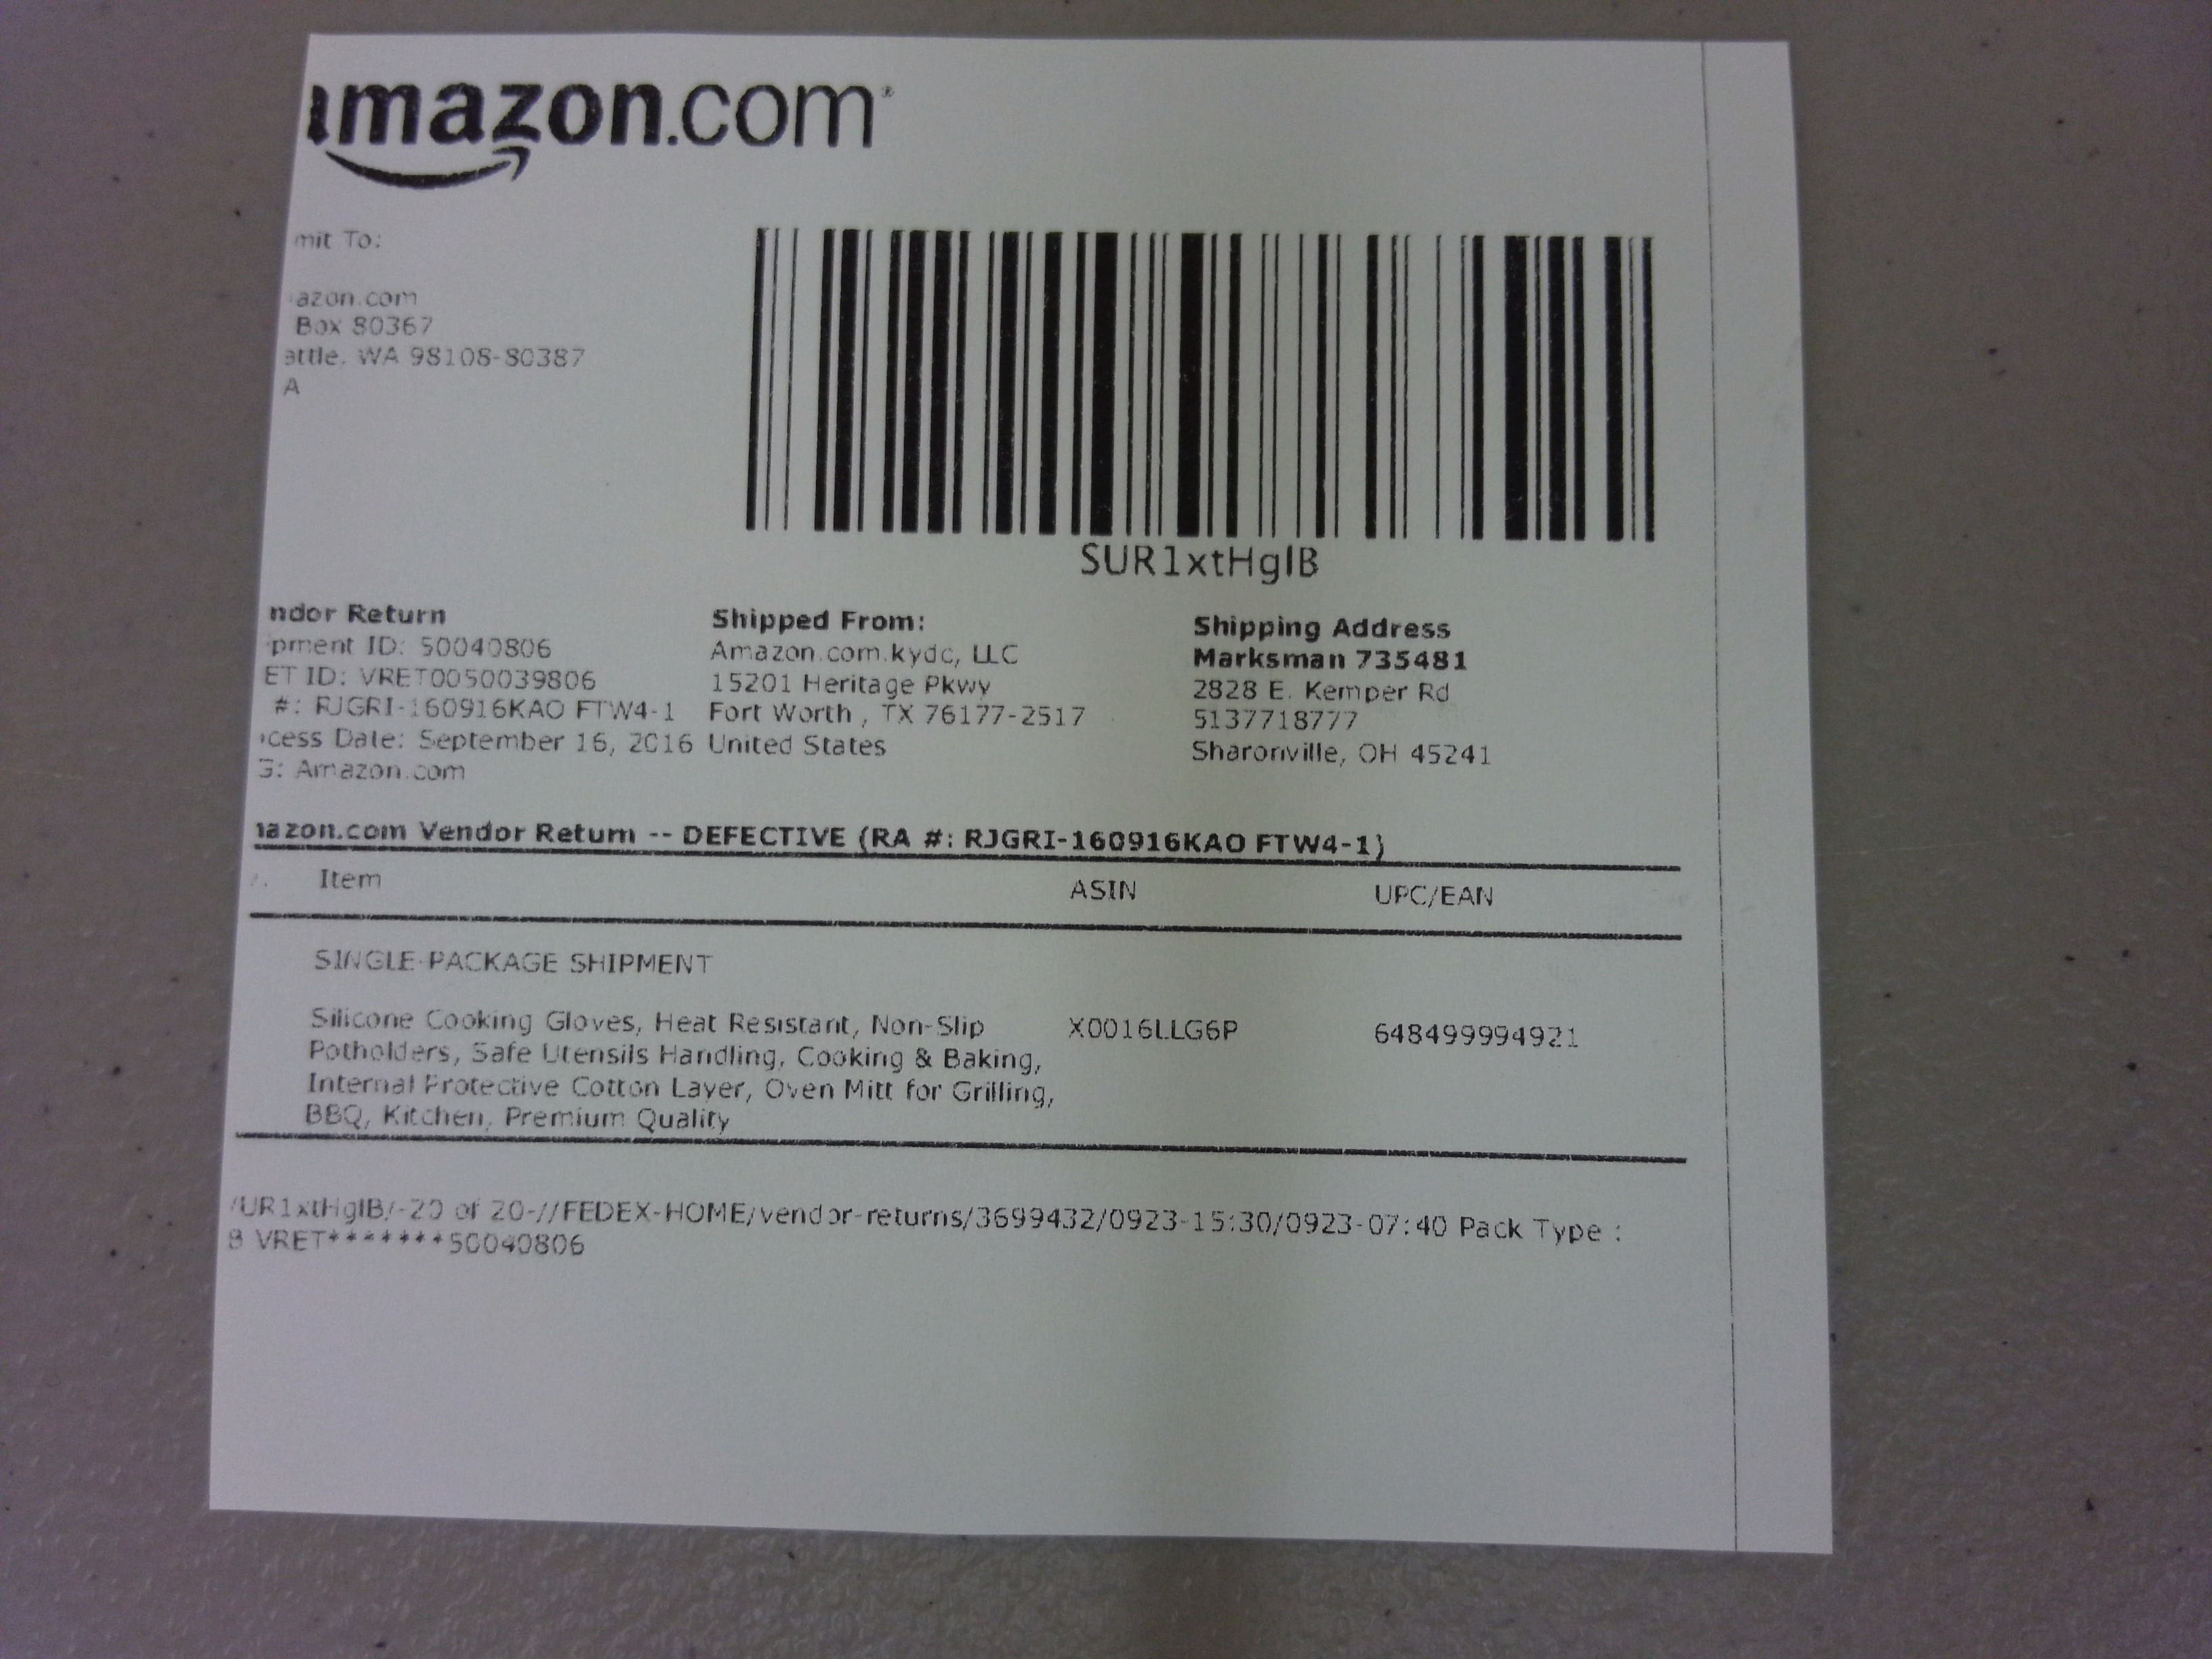 amazon.com
mit To:
azon.com
Box 80367
attle, WA 98108-80387
A
SUR1xtHglB
ndor Return
pment ID: 50040806
ET ID: VRET0050039806
#: RJGRI-160916KAO FTW4-1
cess Date: September 16, 2016
G: Amazon.com
Shipped From:
Amazon.com.kydc, LLC
15201 Heritage Pkwy
Fort Worth , TX 76177-2517
United States
Shipping Address
Marksman 735481
2828 E. Kemper Rd
5137718777
Sharonville, OH 45241
azon.com Vendor Return -- DEFECTIVE (RA #: RJGRI-160916KAO FTW4-1)
Item ASIN UPC/EAN
SINGLE-PACKAGE SHIPMENT
Silicone Cooking Gloves, Heat Resistant, Non-Slip X0016LLG6P 648499994921
Potholders, Safe Utensils Handling, Cooking & Baking,
Internal Protective Cotton Layer, Oven Mitt for Grilling,
BBQ, Kitchen, Premium Quality
/UR1xtHglB/-20 of 20-//FEDEX-HOME/vendor-returns/3699432/0923-15:30/0923-07:40 Pack Type :
B VRET*******50040806